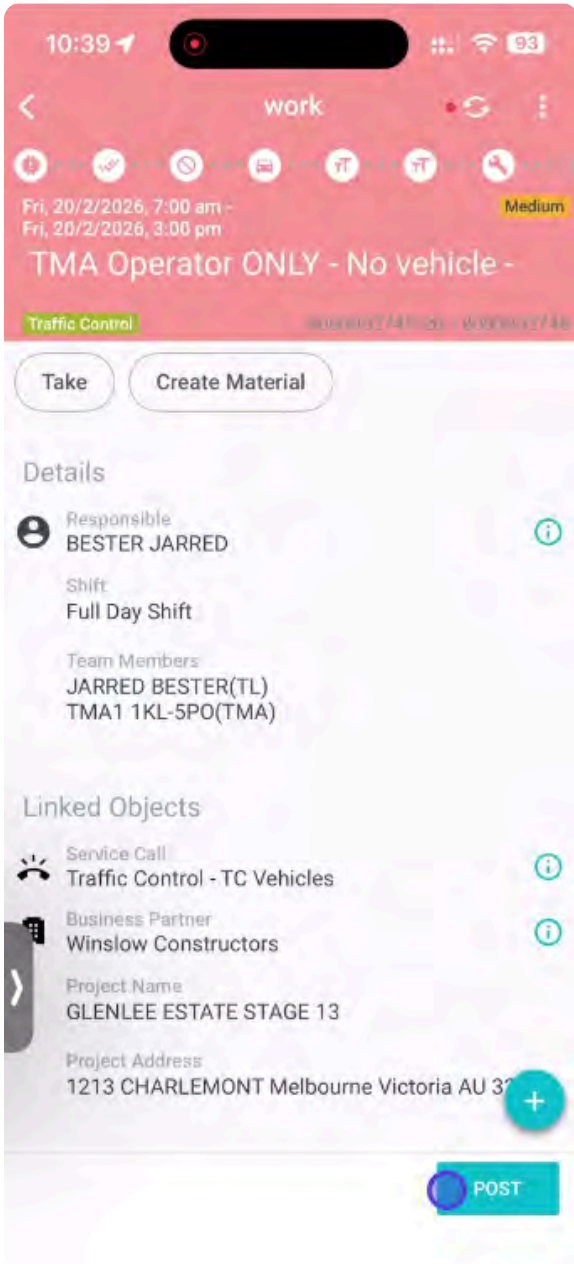 10:39
93
work
Fri, 20/2/2026, 7:00 am -
Fri, 20/2/2026, 3:00 pm
Medium
TMA Operator ONLY - No vehicle -
Traffic Control
Take
Create Material
Details
Responsible
BESTER JARRED
Shift
Full Day Shift
Team Members
JARRED BESTER(TL)
TMA1 1KL-5PO(TMA)
Linked Objects
Service Call
Traffic Control - TC Vehicles
Business Partner
Winslow Constructors
Project Name
GLENLEE ESTATE STAGE 13
Project Address
1213 CHARLEMONT Melbourne Victoria AU
POST